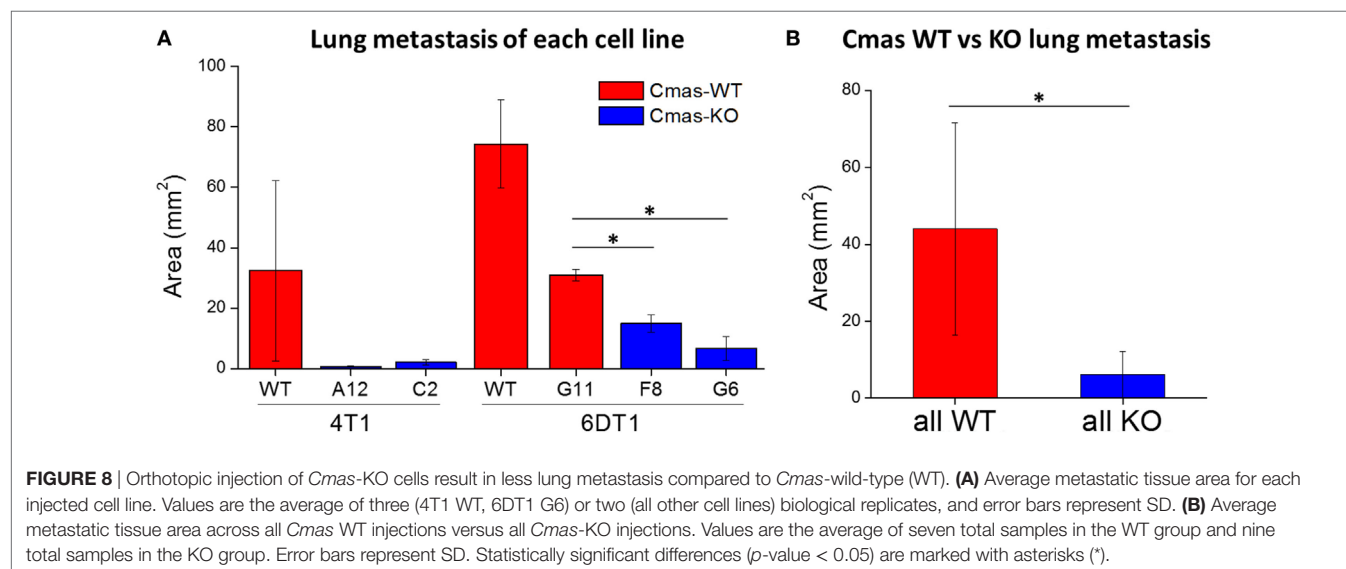 A Lung metastasis of each cell line
100
80
60
40
20
0
Area (mm²)
Cmas-WT
Cmas-KO
*
*
WT A12 C2 WT G11 F8 G6
4T1 6DT1
B Cmas WT vs KO lung metastasis
80
60
40
20
0
Area (mm²)
*
all WT all KO
FIGURE 8 | Orthotopic injection of Cmas-KO cells result in less lung metastasis compared to Cmas-wild-type (WT). (A) Average metastatic tissue area for each
injected cell line. Values are the average of three (4T1 WT, 6DT1 G6) or two (all other cell lines) biological replicates, and error bars represent SD. (B) Average
metastatic tissue area across all Cmas WT injections versus all Cmas-KO injections. Values are the average of seven total samples in the WT group and nine
total samples in the KO group. Error bars represent SD. Statistically significant differences (p-value < 0.05) are marked with asterisks (*).